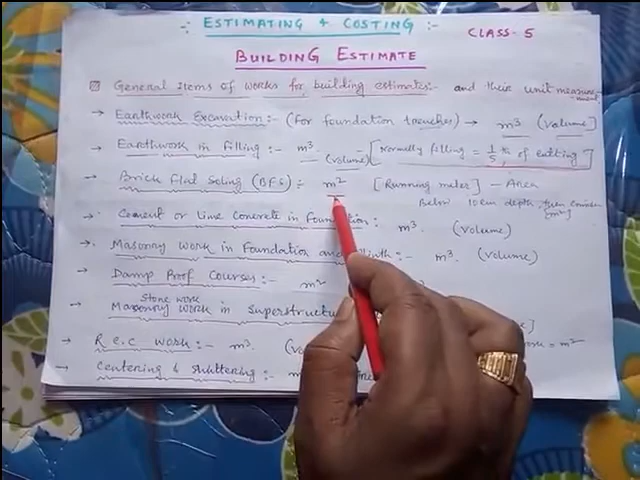 ESTIMATING & COSTING :-
CLASS - 5
BUILDING ESTIMATE
General Items of works for building estimates:- and their unit measurement
→ Earthwork Excavation :- (For foundation trenches) → m³ (volume]
→ Earthwork in filling :- m³ (volume) [Normally filling = 1/5 th of cutting]
→ Brick Flat Soling (BFS) :- m² [Running meter] - Area
Below 10cm depth, then
→ Cement or Lime Concrete in Foundation : m³. (volume)
→ Masonry work in Foundation and Plinth :- m³. (volume)
→ Damp Proof Courses :- m²
Stone work
→ Masonry work in Superstructu
→ R.C.C work :- m³. = m²
→ Centering & shuttering :-